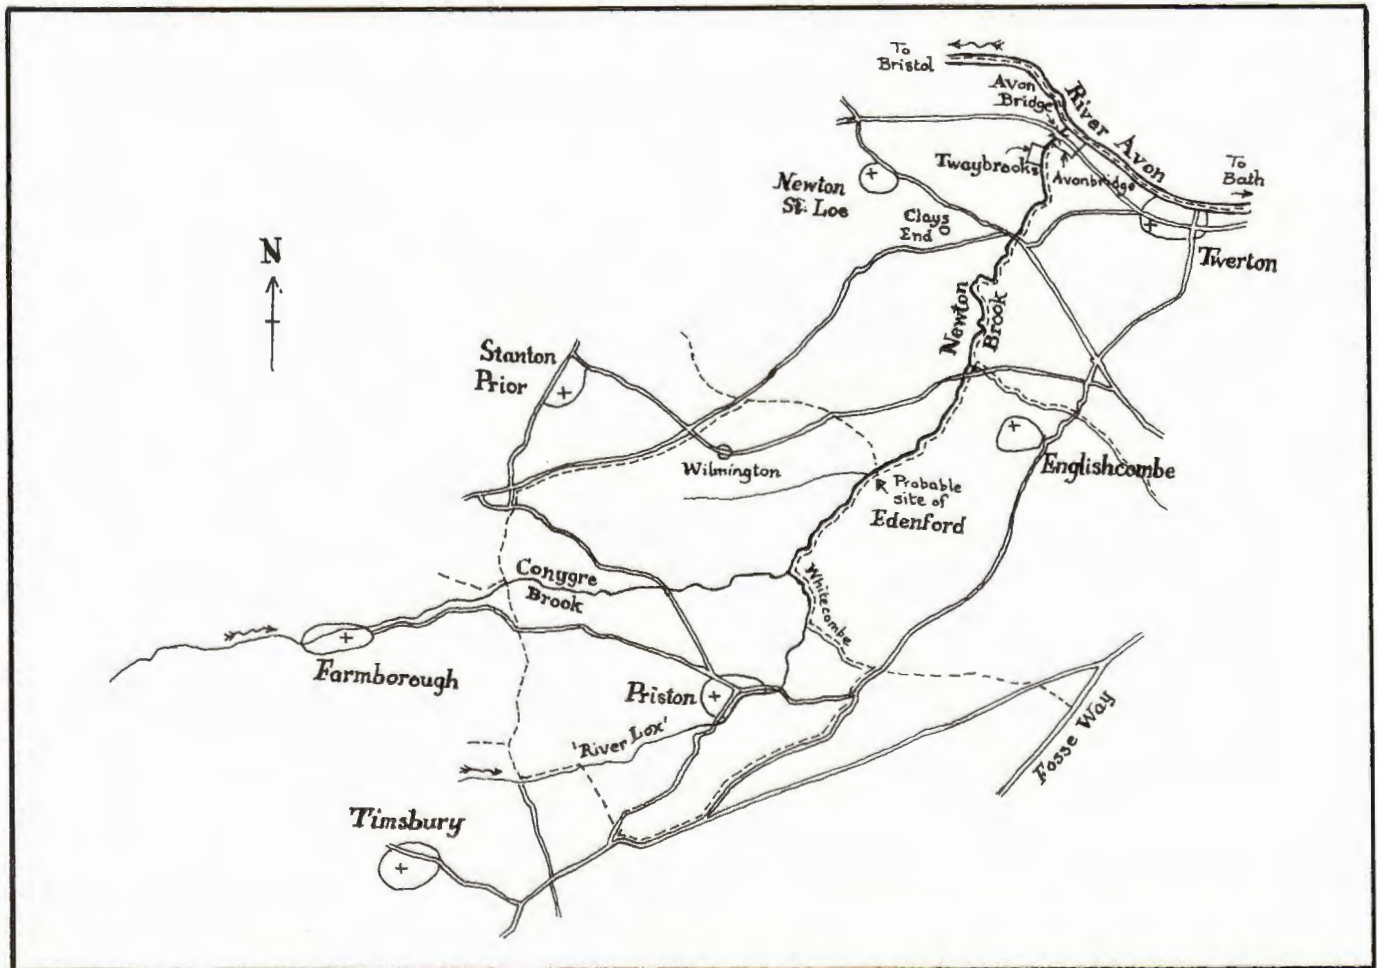 To
Bristol
Avon
Bridge
River Avon
Twaybrooks
Avonbridge
To
Bath
Newton
St. Loe
Clays
End
Twerton
N
Newton
Brook
Stanton
Prior
Wilmington
Englishcombe
Probable
site of
Edenford
Conygre
Brook
Whitecombe
Farmborough
Priston
'River Lox'
Fosse Way
Timsbury